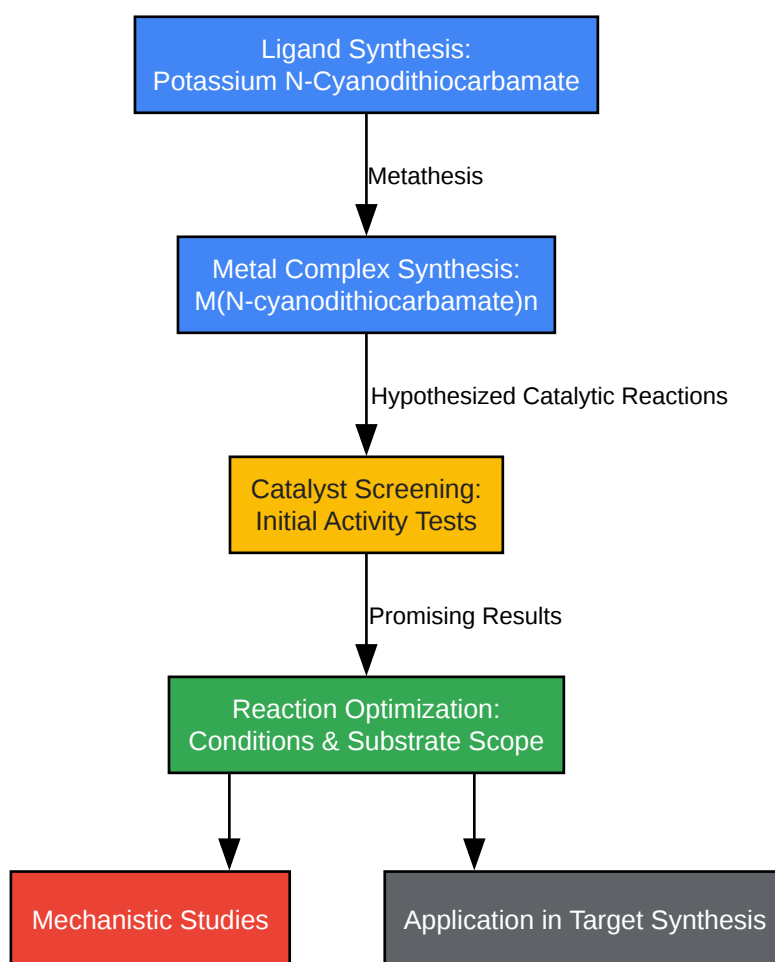 Ligand Synthesis:
Potassium N-Cyanodithiocarbamate
Metathesis
Metal Complex Synthesis:
M(N-cyanodithiocarbamate)n
Hypothesized Catalytic Reactions
Catalyst Screening:
Initial Activity Tests
Promising Results
Reaction Optimization:
Conditions & Substrate Scope
Mechanistic Studies
Application in Target Synthesis